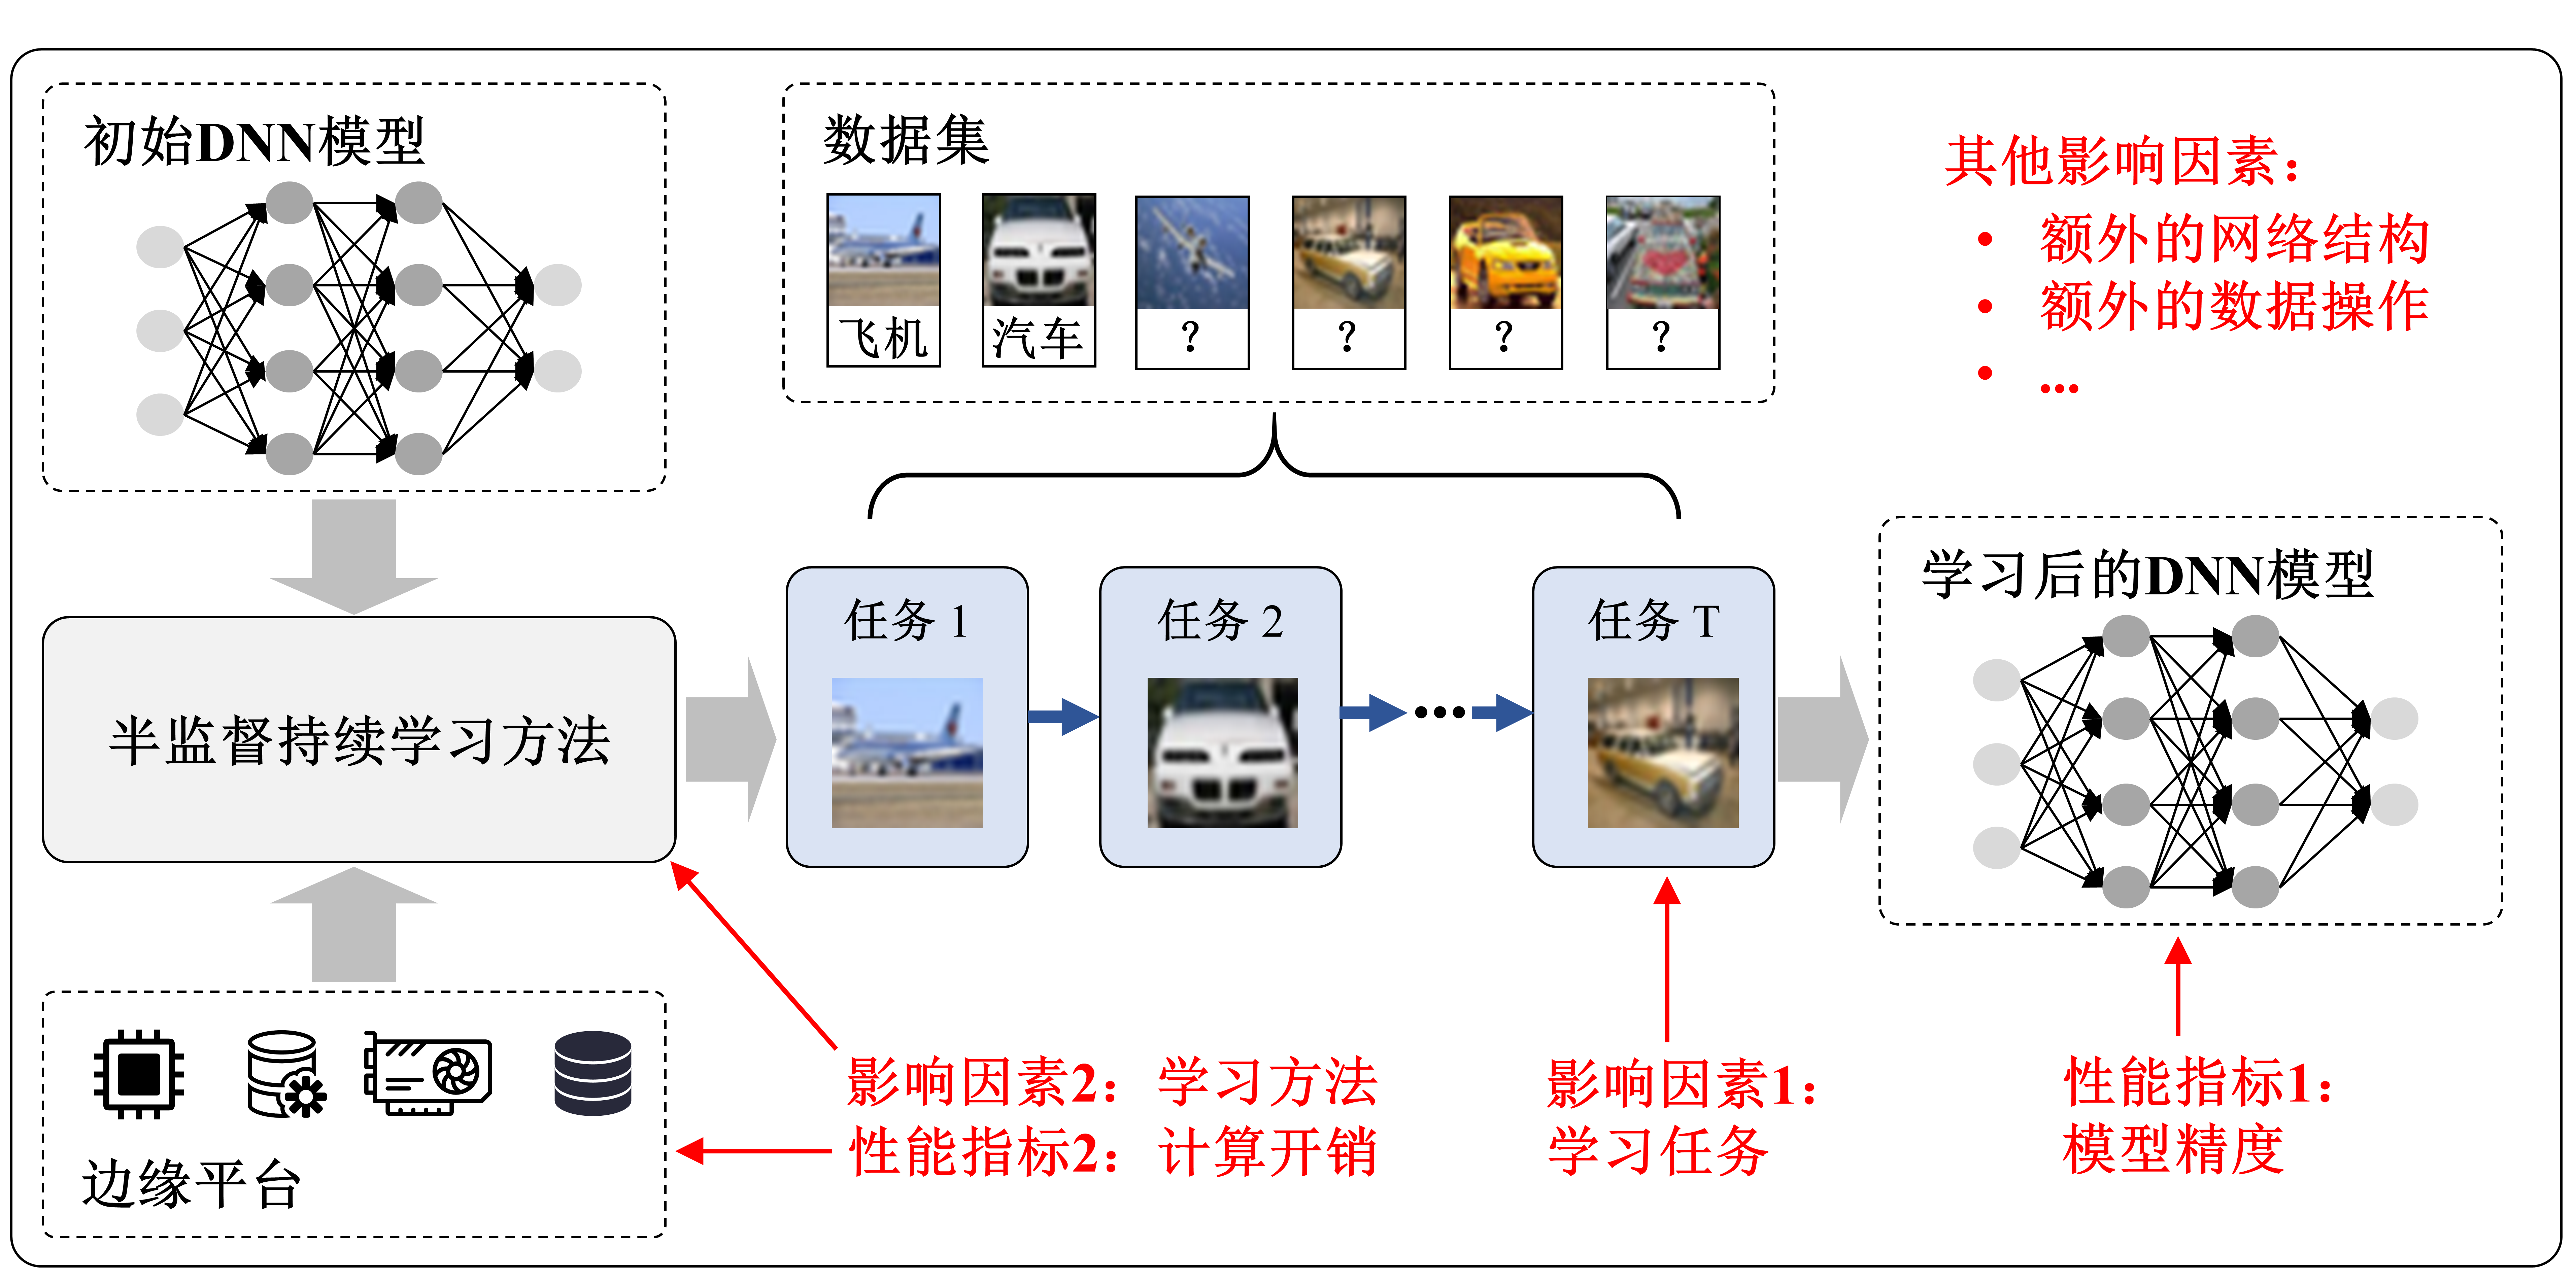 初始DNN模型
数据集
飞机
汽车
?
?
?
?
其他影响因素：
• 额外的网络结构
• 额外的数据操作
• ...
半监督持续学习方法
任务 1
任务 2
...
任务 T
学习后的DNN模型
边缘平台
影响因素2：学习方法
性能指标2：计算开销
影响因素1：
学习任务
性能指标1：
模型精度